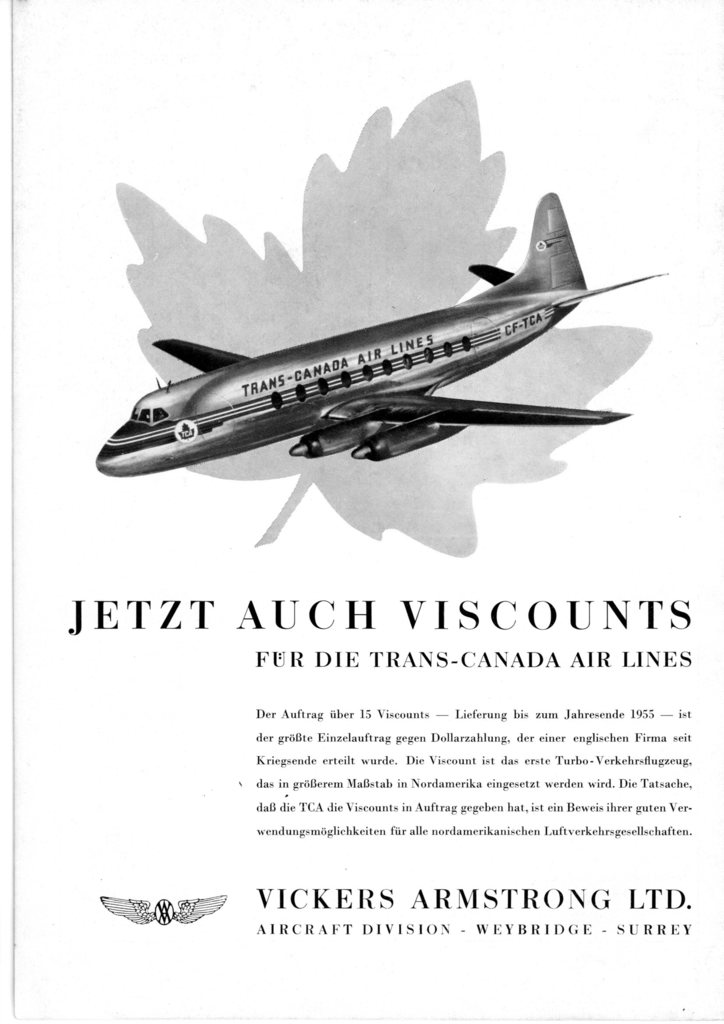 TRANS-CANADA AIR LINES
CF-TCA
TCA
JETZT AUCH VISCOUNTS
FÜR DIE TRANS-CANADA AIR LINES
Der Auftrag über 15 Viscounts — Lieferung bis zum Jahresende 1955 — ist
der größte Einzelauftrag gegen Dollarzahlung, der einer englischen Firma seit
Kriegsende erteilt wurde. Die Viscount ist das erste Turbo-Verkehrsflugzeug,
das in größerem Maßstab in Nordamerika eingesetzt werden wird. Die Tatsache,
daß die TCA die Viscounts in Auftrag gegeben hat, ist ein Beweis ihrer guten Ver-
wendungsmöglichkeiten für alle nordamerikanischen Luftverkehrsgesellschaften.
VICKERS ARMSTRONG LTD.
AIRCRAFT DIVISION - WEYBRIDGE - SURREY